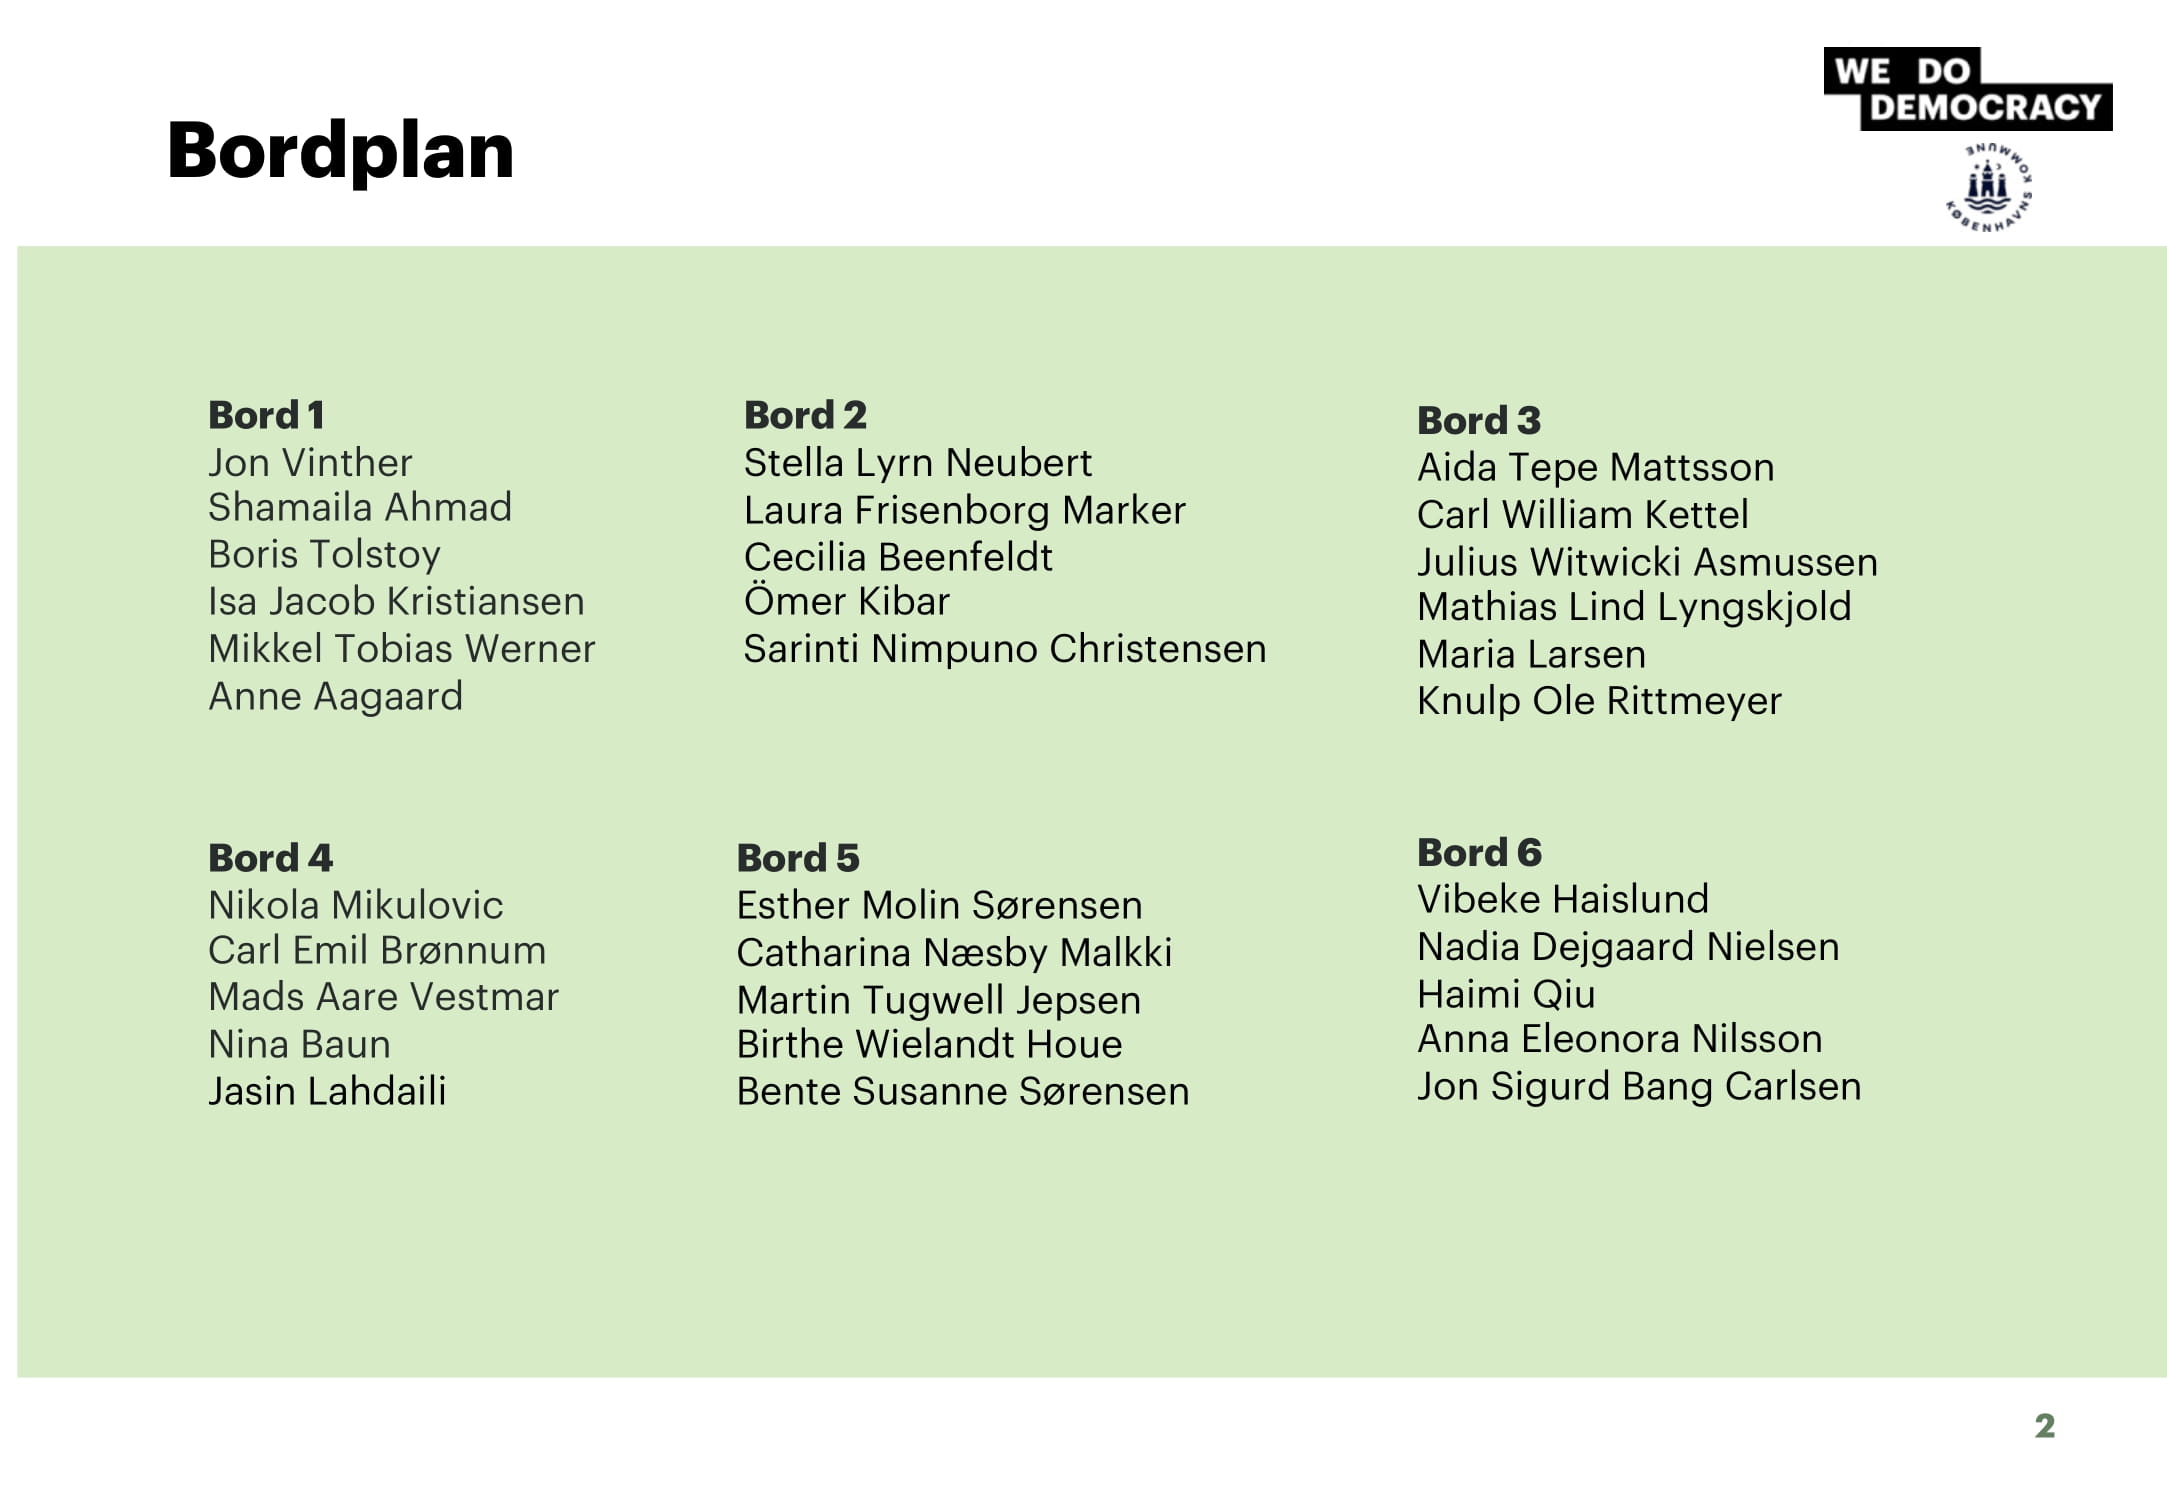 WE DO
DEMOCRACY
KØBENHAVNS KOMMUNE
Bordplan
Bord 1
Jon Vinther
Shamaila Ahmad
Boris Tolstoy
Isa Jacob Kristiansen
Mikkel Tobias Werner
Anne Aagaard
Bord 2
Stella Lyrn Neubert
Laura Frisenborg Marker
Cecilia Beenfeldt
Ömer Kibar
Sarinti Nimpuno Christensen
Bord 3
Aida Tepe Mattsson
Carl William Kettel
Julius Witwicki Asmussen
Mathias Lind Lyngskjold
Maria Larsen
Knulp Ole Rittmeyer
Bord 4
Nikola Mikulovic
Carl Emil Brønnum
Mads Aare Vestmar
Nina Baun
Jasin Lahdaili
Bord 5
Esther Molin Sørensen
Catharina Næsby Malkki
Martin Tugwell Jepsen
Birthe Wielandt Houe
Bente Susanne Sørensen
Bord 6
Vibeke Haislund
Nadia Dejgaard Nielsen
Haimi Qiu
Anna Eleonora Nilsson
Jon Sigurd Bang Carlsen
2